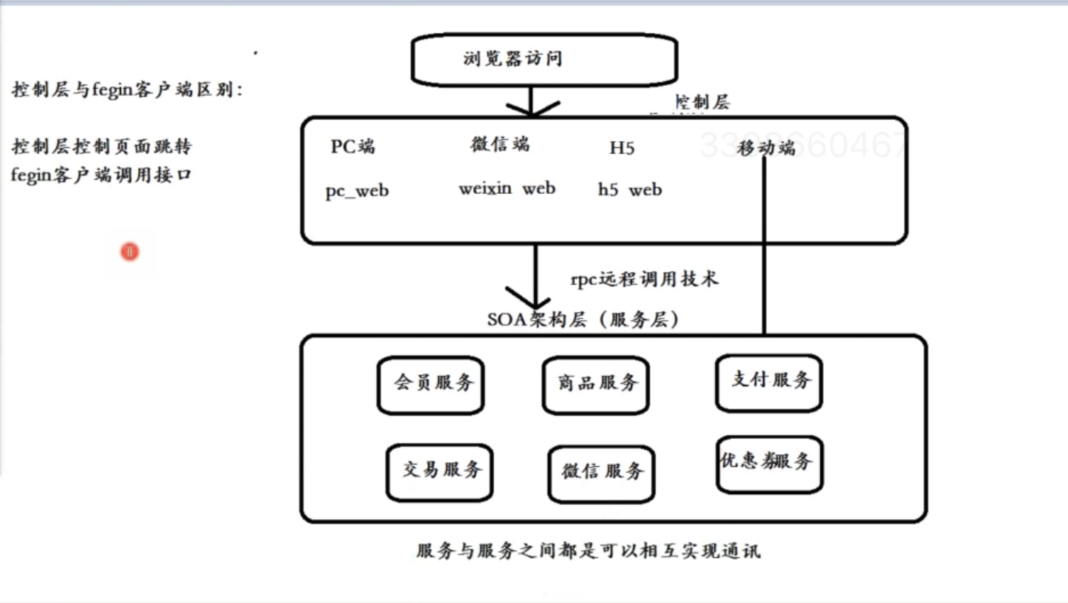 浏览器访问
控制层与fegin客户端区别:
控制层
控制层控制页面跳转
fegin客户端调用接口
PC端 微信端 H5 移动端
pc_web weixin web h5 web
rpc远程调用技术
SOA架构层（服务层）
会员服务 商品服务 支付服务
交易服务 微信服务 优惠券服务
服务与服务之间都是可以相互实现通讯